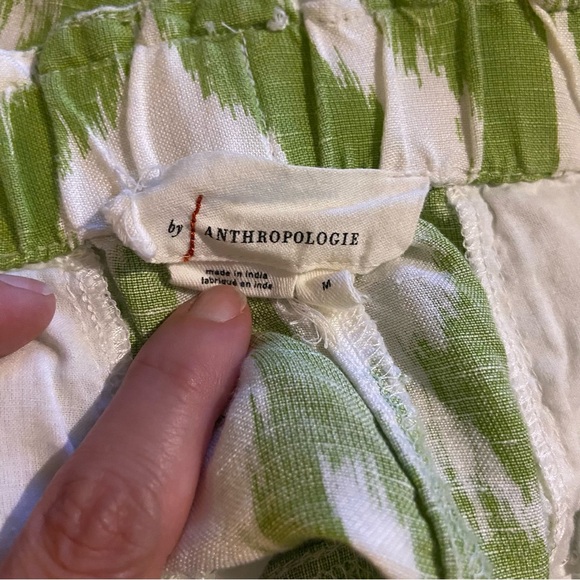 by ANTHROPOLOGIE
made in India
fabriqué en inde
M